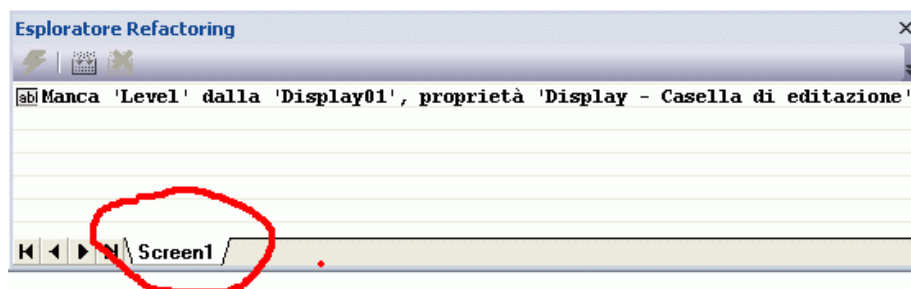 Esploratore Refactoring
Manca 'Level' dalla 'Display01', proprietà 'Display - Casella di editazione'
Screen1